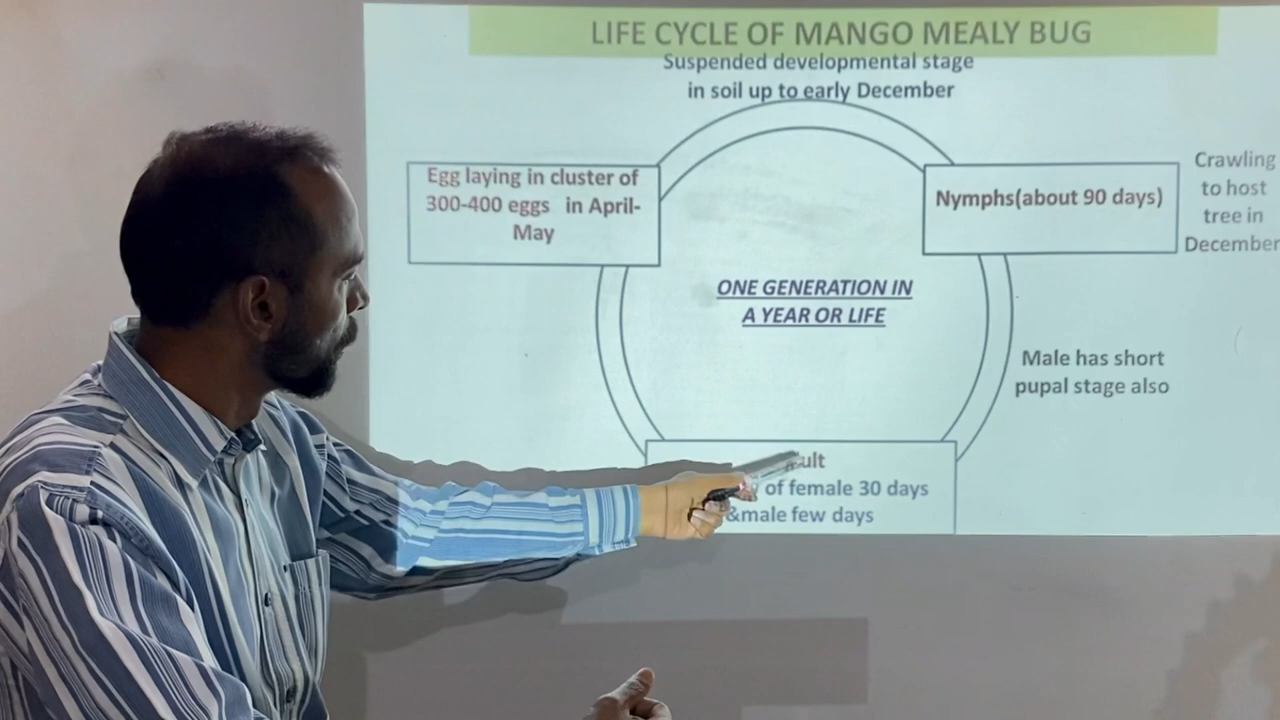 LIFE CYCLE OF MANGO MEALY BUG
Suspended developmental stage
in soil up to early December
Egg laying in cluster of
300-400 eggs in April-
May
Nymphs(about 90 days)
Crawling
to host
tree in
December
ONE GENERATION IN
A YEAR OR LIFE
Male has short
pupal stage also
of female 30 days
&male few days